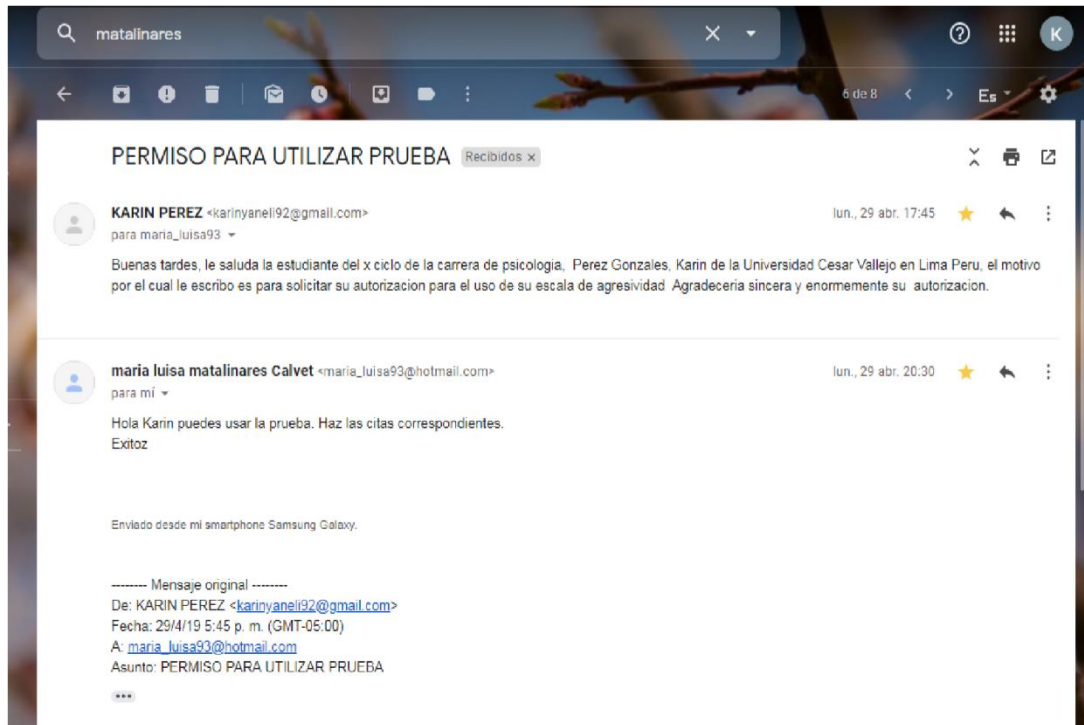 matalinares
K
6 de 8
Es
PERMISO PARA UTILIZAR PRUEBA Recibidos x
KARIN PEREZ <karinyaneli92@gmail.com> lun., 29 abr. 17:45
para maria_luisa93
Buenas tardes, le saluda la estudiante del x ciclo de la carrera de psicologia, Perez Gonzales, Karin de la Universidad Cesar Vallejo en Lima Peru, el motivo
por el cual le escribo es para solicitar su autorizacion para el uso de su escala de agresividad Agradeceria sincera y enormemente su autorizacion.
maria luisa matalinares Calvet <maria_luisa93@hotmail.com> lun., 29 abr. 20:30
para mí
Hola Karin puedes usar la prueba. Haz las citas correspondientes.
Exitoz
Enviado desde mi smartphone Samsung Galaxy.
-------- Mensaje original --------
De: KARIN PEREZ <karinyaneli92@gmail.com>
Fecha: 29/4/19 5:45 p. m. (GMT-05:00)
A: maria_luisa93@hotmail.com
Asunto: PERMISO PARA UTILIZAR PRUEBA